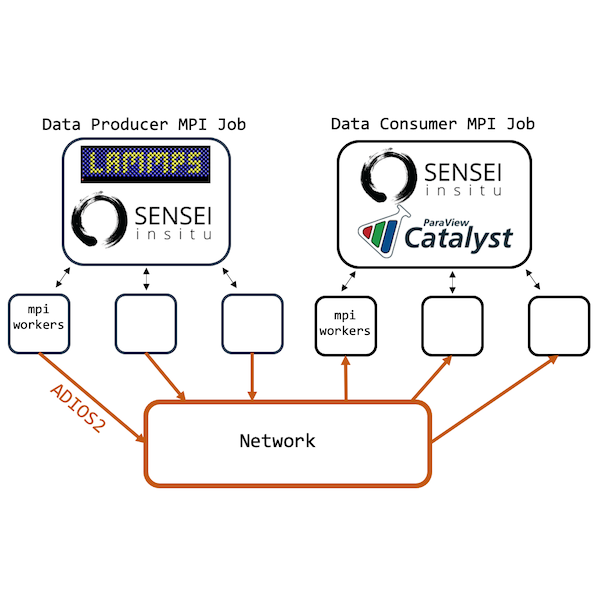 Data Producer MPI Job
LAMMPS
SENSEI
insitu
mpi
workers
Data Consumer MPI Job
SENSEI
insitu
ParaView
Catalyst
mpi
workers
ADIOS2
Network